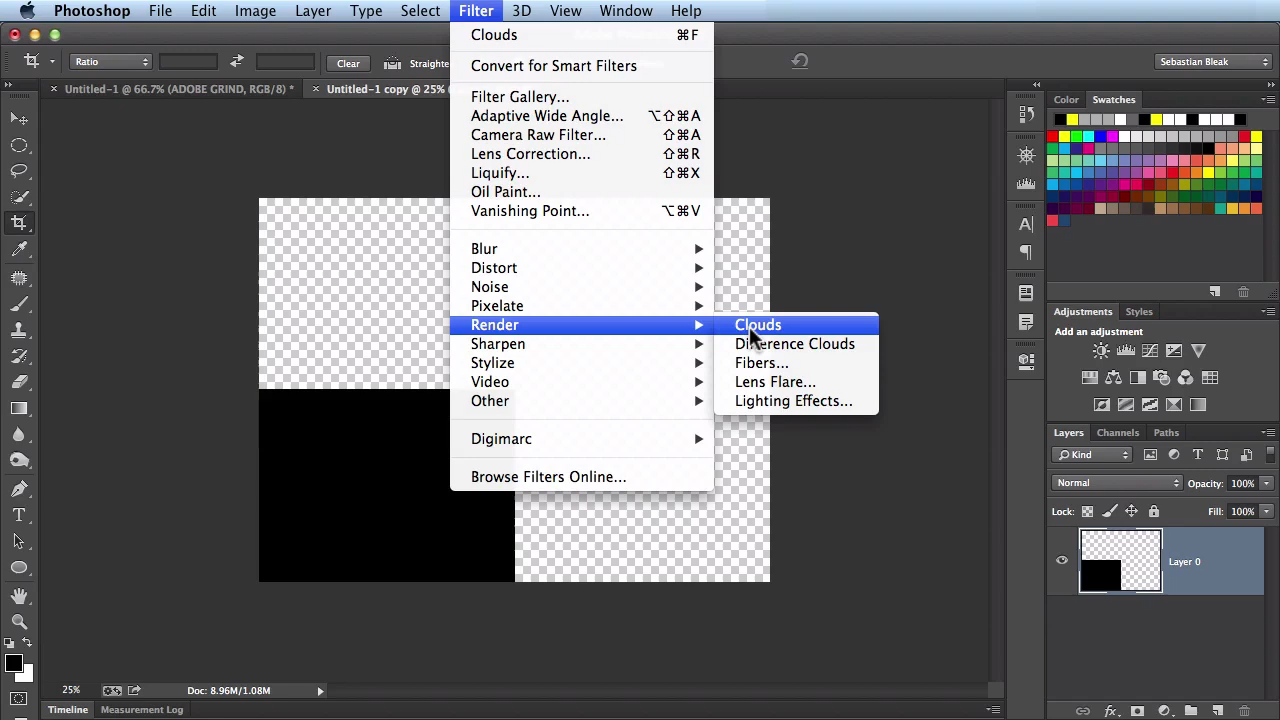 Photoshop File Edit Image Layer Type Select Filter 3D View Window Help
Clouds ⌘F
Ratio Clear Straighte Sebastian Bleak
Convert for Smart Filters
Untitled-1 @ 66.7% (ADOBE GRIND, RGB/8) * Untitled-1 copy @ 25%
Color Swatches
Filter Gallery...
Adaptive Wide Angle... ⌥⇧⌘A
Camera Raw Filter... ⇧⌘A
Lens Correction... ⇧⌘R
Liquify... ⇧⌘X
Oil Paint...
Vanishing Point... ⌥⌘V
Blur
Distort
Noise
Pixelate
Render
Sharpen
Stylize
Video
Other
Digimarc
Browse Filters Online...
Clouds
Difference Clouds
Fibers...
Lens Flare...
Lighting Effects...
Adjustments Styles
Add an adjustment
Layers Channels Paths
Kind
Normal Opacity: 100%
Lock: Fill: 100%
Layer 0
25% Doc: 8.96M/1.08M
Timeline Measurement Log